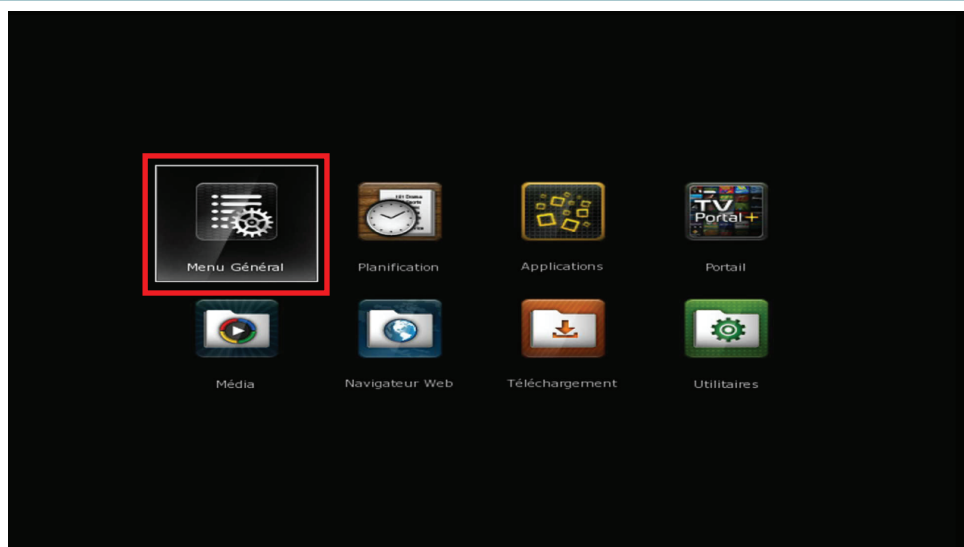 TV
Portal+
Menu Général
Planification
Applications
Portail
Média
Navigateur Web
Téléchargement
Utilitaires